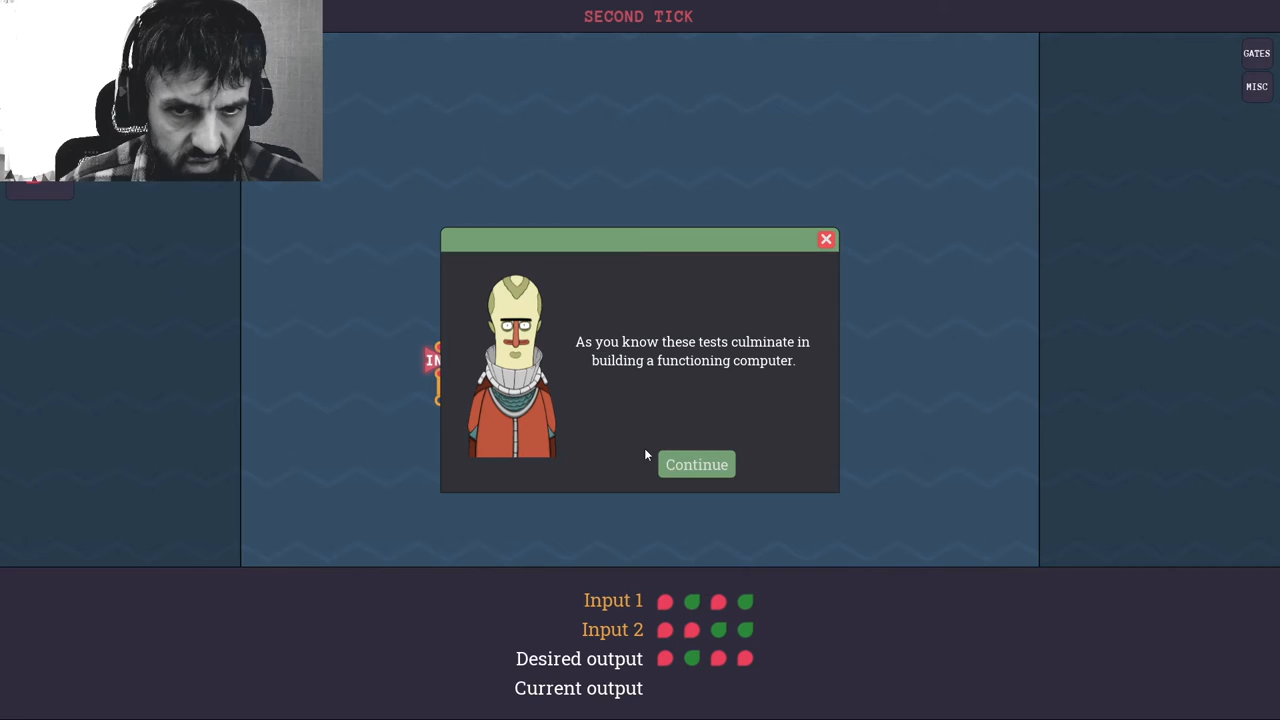 SECOND TICK
GATES
MISC
IN
As you know these tests culminate in
building a functioning computer.
Continue
Input 1
Input 2
Desired output
Current output